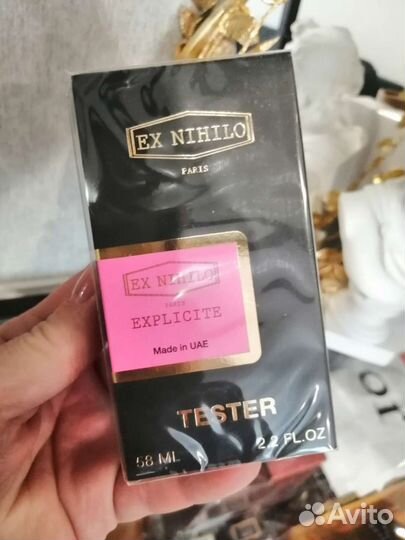 EX NIHILO
PARIS
EX NIHILO
PARIS
EXPLICITE
Made in UAE
TESTER
58 ML
2.2 FL.OZ
Avito